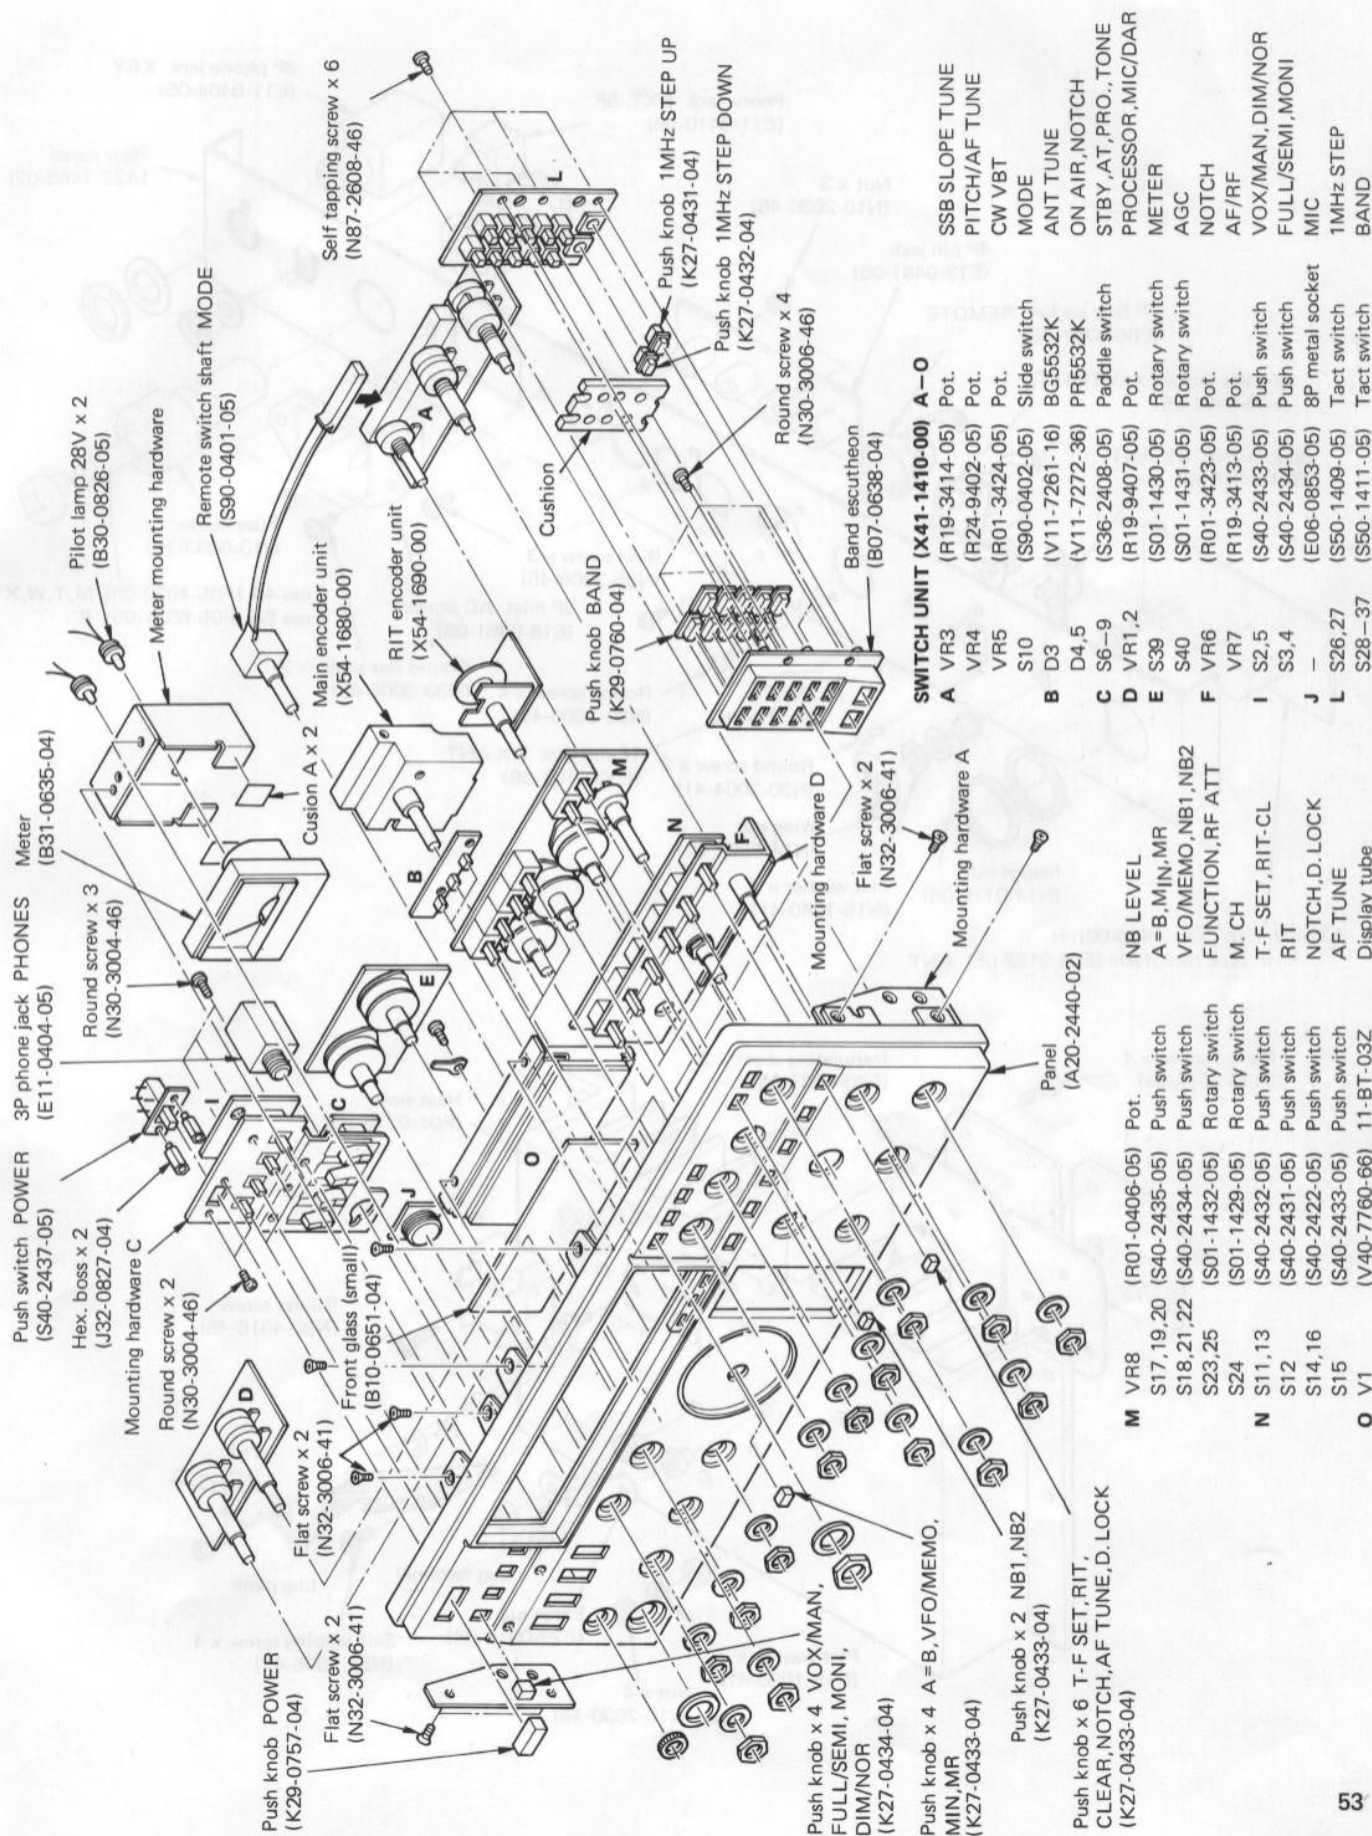 Push switch POWER
(S40-2437-05)
3P phone jack PHONES
(E11-0404-05)
Meter
(B31-0635-04)
Pilot lamp 28V x 2
(B30-0826-05)
Meter mounting hardware
Remote switch shaft MODE
(S90-0401-05)
Self tapping screw x 6
(N87-2608-46)
Hex. boss x 2
(J32-0827-04)
Round screw x 3
(N30-3004-46)
Cusion A x 2
Main encoder unit
(X54-1680-00)
RIT encoder unit
(X54-1690-00)
Mounting hardware C
Round screw x 2
(N30-3004-46)
Push knob 1MHz STEP UP
(K27-0431-04)
Push knob 1MHz STEP DOWN
(K27-0432-04)
Cushion
Round screw x 4
(N30-3006-46)
Push knob BAND
(K29-0760-04)
Band escutheon
(B07-0638-04)
Flat screw x 2
(N32-3006-41)
Front glass (small)
(B10-0651-04)
Mounting hardware D
Flat screw x 2
(N32-3006-41)
Mounting hardware A
Panel
(A20-2440-02)
Push knob POWER
(K29-0757-04)
Flat screw x 2
(N32-3006-41)
Push knob x 4 VOX/MAN,
FULL/SEMI, MONI,
DIM/NOR
(K27-0434-04)
Push knob x 4 A=B, VFO/MEMO,
MIN,MR
(K27-0433-04)
Push knob x 2 NB1,NB2
(K27-0433-04)
Push knob x 6 T-F SET,RIT,
CLEAR,NOTCH,AF TUNE,D.LOCK
(K27-0433-04)
A
B
C
D
E
F
I
J
L
M
N
O
SWITCH UNIT (X41-1410-00) A–O
A VR3 (R19-3414-05) Pot. SSB SLOPE TUNE
VR4 (R24-9402-05) Pot. PITCH/AF TUNE
VR5 (R01-3424-05) Pot. CW VBT
S10 (S90-0402-05) Slide switch MODE
B D3 (V11-7261-16) BG5532K ANT TUNE
D4,5 (V11-7272-36) PR5532K ON AIR,NOTCH
C S6–9 (S36-2408-05) Paddle switch STBY,AT,PRO.,TONE
D VR1,2 (R19-9407-05) Pot. PROCESSOR,MIC/DAR
E S39 (S01-1430-05) Rotary switch METER
S40 (S01-1431-05) Rotary switch AGC
F VR6 (R01-3423-05) Pot. NOTCH
VR7 (R19-3413-05) Pot. AF/RF
I S2,5 (S40-2433-05) Push switch VOX/MAN,DIM/NOR
S3,4 (S40-2434-05) Push switch FULL/SEMI,MONI
J – (E06-0853-05) 8P metal socket MIC
L S26,27 (S50-1409-05) Tact switch 1MHz STEP
S28–37 (S50-1411-05) Tact switch BAND
M VR8 (R01-0406-05) Pot. NB LEVEL
S17,19,20 (S40-2435-05) Push switch A=B,MIN,MR
S18,21,22 (S40-2434-05) Push switch VFO/MEMO,NB1,NB2
S23,25 (S01-1432-05) Rotary switch FUNCTION,RF ATT
S24 (S01-1429-05) Rotary switch M. CH
N S11,13 (S40-2432-05) Push switch T-F SET,RIT-CL
S12 (S40-2431-05) Push switch RIT
S14,16 (S40-2422-05) Push switch NOTCH,D.LOCK
S15 (S40-2433-05) Push switch AF TUNE
O V1 (V40-7760-66) 11-BT-03Z Display tube
53